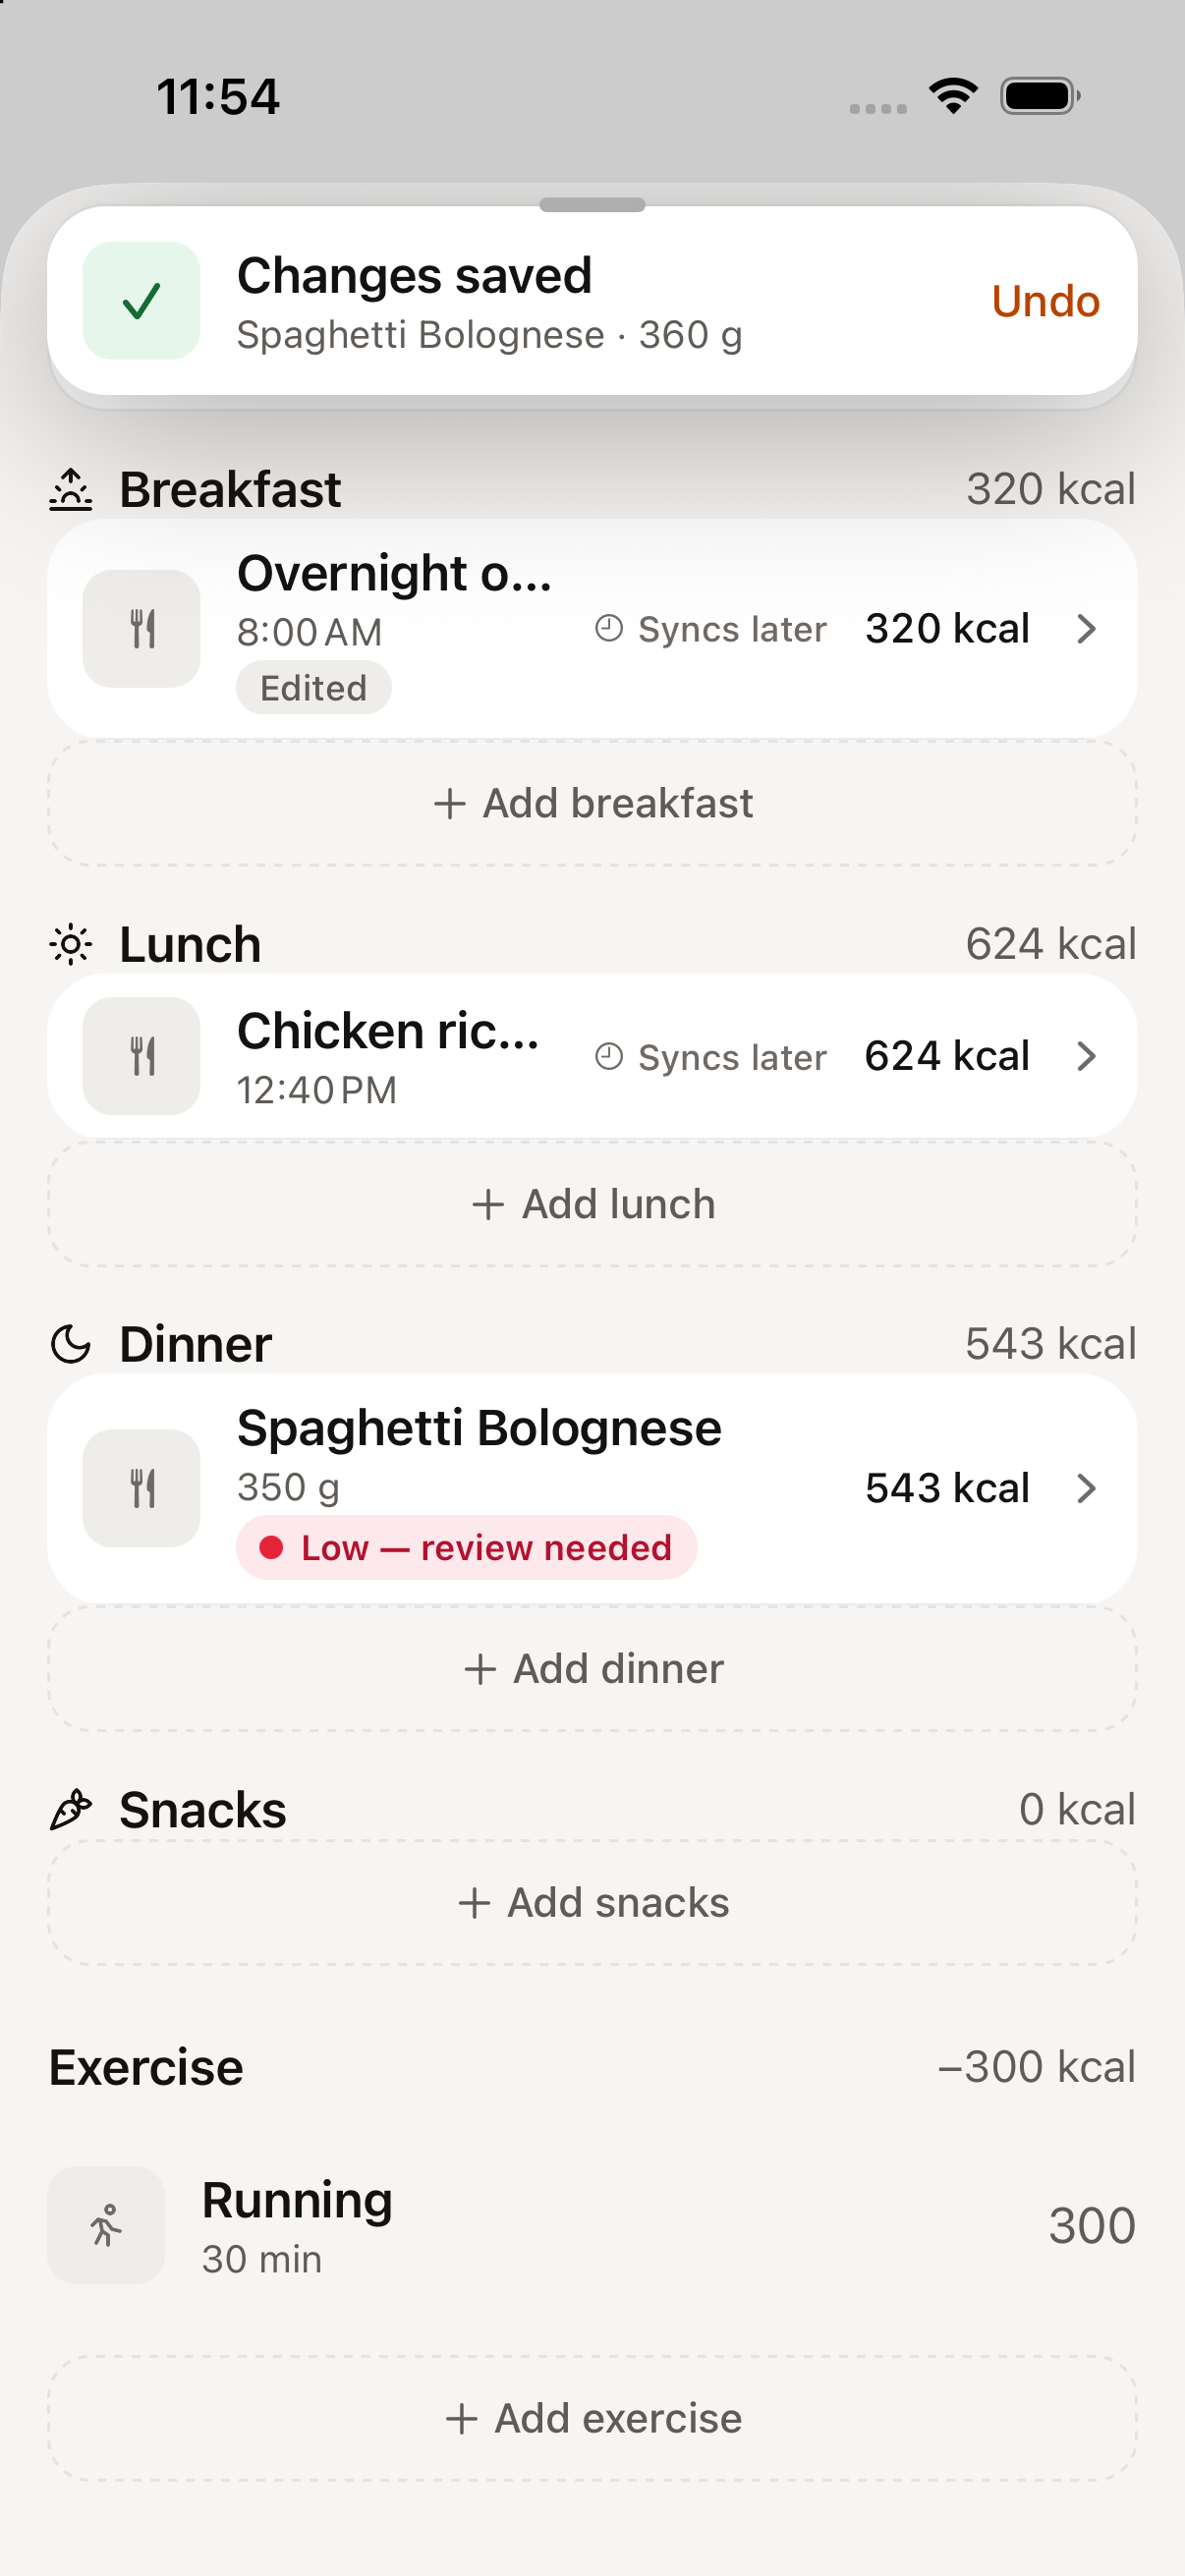 11:54
Changes saved
Spaghetti Bolognese · 360 g
Undo
Breakfast
320 kcal
Overnight o...
8:00 AM
Edited
Syncs later
320 kcal
+ Add breakfast
Lunch
624 kcal
Chicken ric...
12:40 PM
Syncs later
624 kcal
+ Add lunch
Dinner
543 kcal
Spaghetti Bolognese
350 g
Low — review needed
543 kcal
+ Add dinner
Snacks
0 kcal
+ Add snacks
Exercise
−300 kcal
Running
30 min
300
+ Add exercise